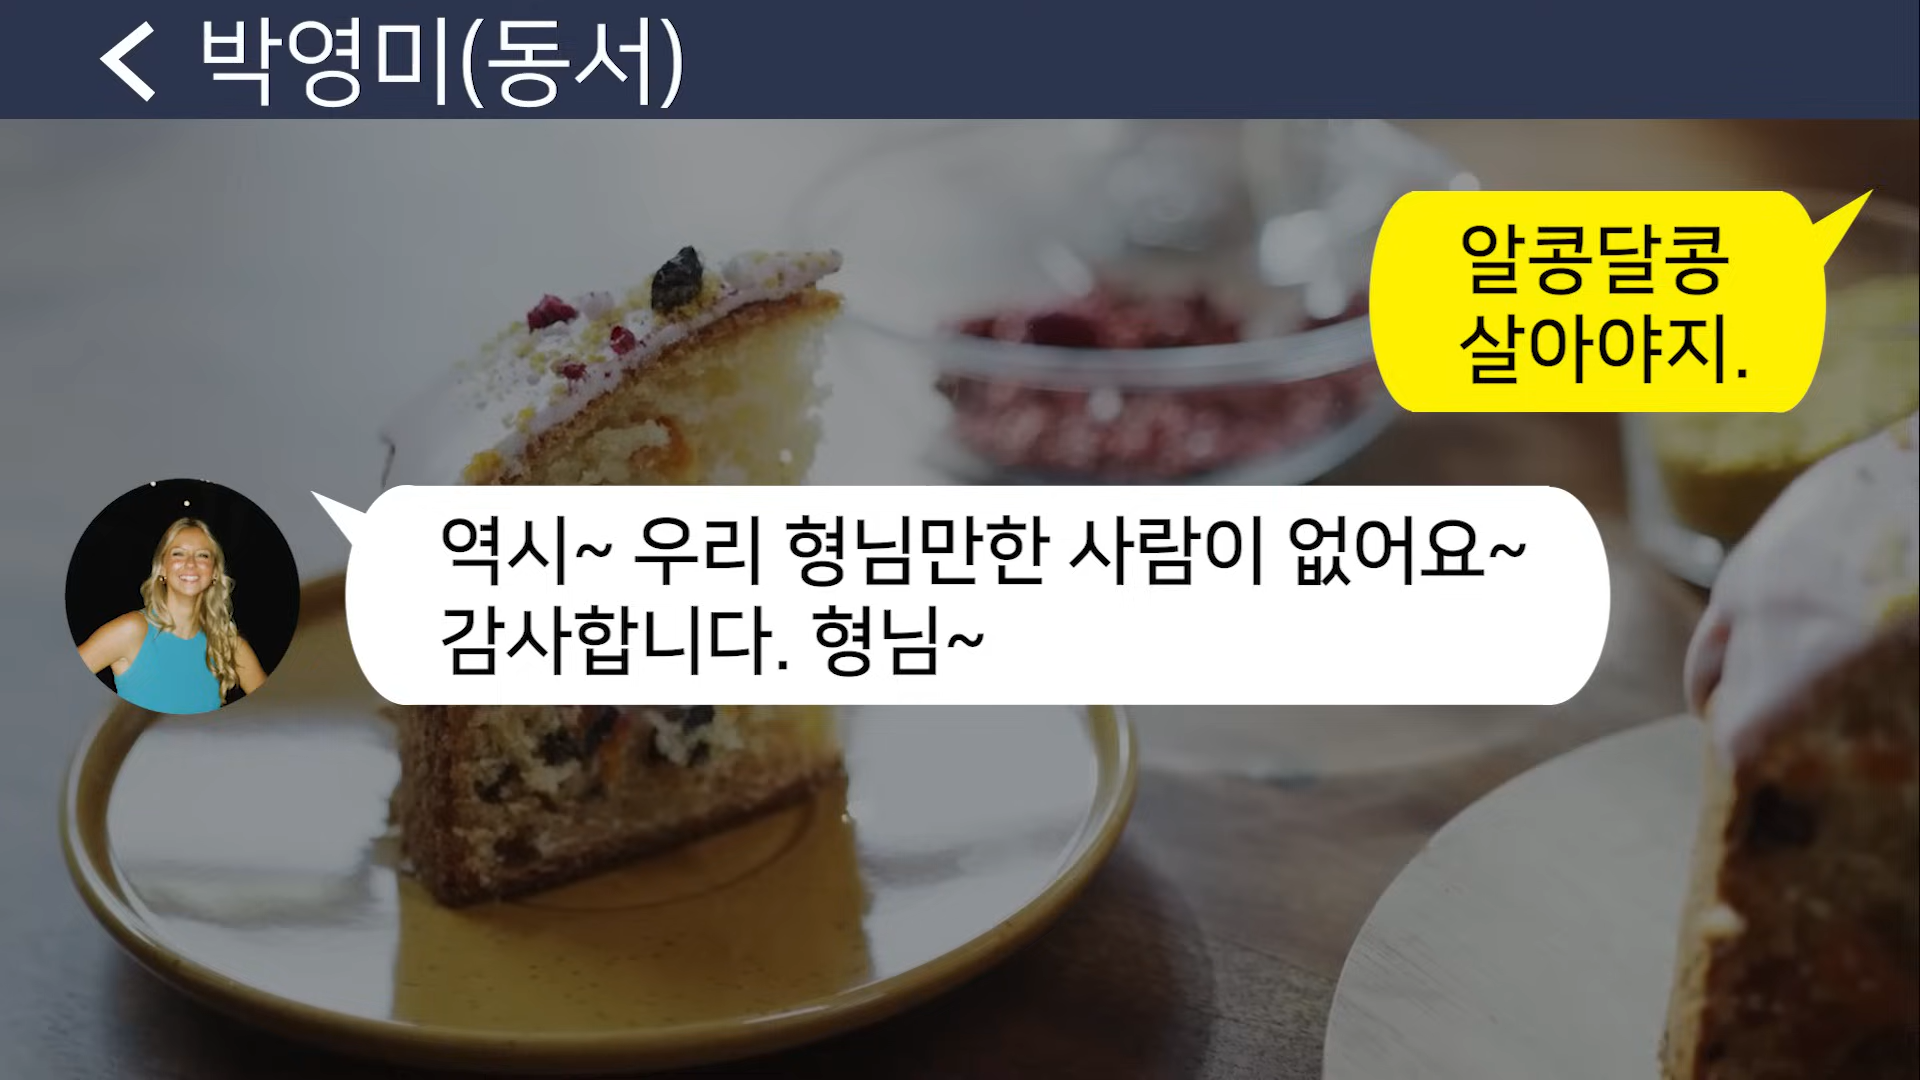 박영미(동서)
알콩달콩
살아야지.
역시~ 우리 형님만한 사람이 없어요~
감사합니다. 형님~